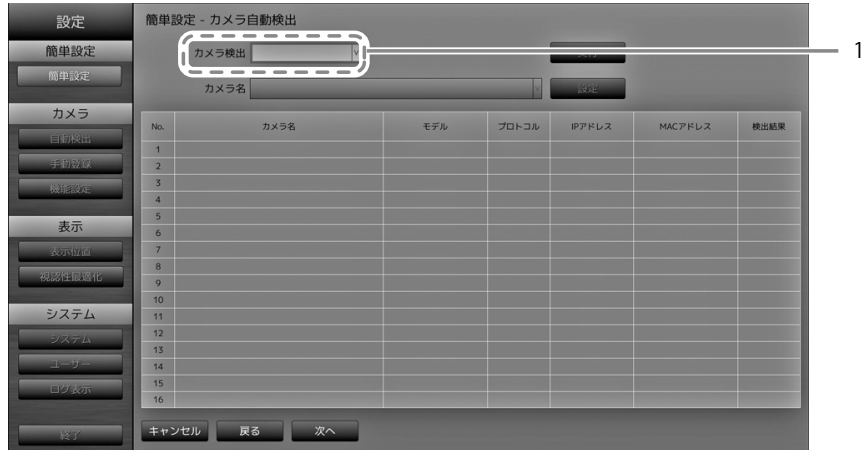 設定
簡単設定
簡単設定
カメラ
自動検出
手動登録
機能設定
表示
表示位置
視認性最適化
システム
システム
ユーザー
ログ表示
終了
簡単設定 - カメラ自動検出
カメラ検出
1
カメラ名 設定
No. カメラ名 モデル プロトコル IPアドレス MACアドレス 検出結果
1
2
3
4
5
6
7
8
9
10
11
12
13
14
15
16
キャンセル 戻る 次へ